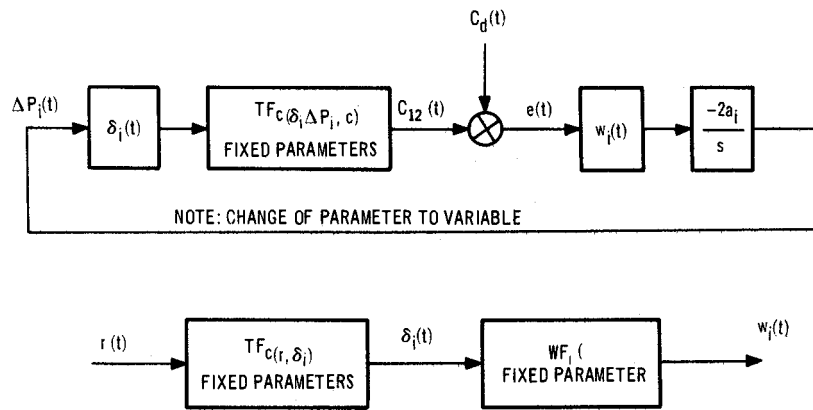 C_d(t)
ΔP_i(t)
δ_i(t)
TF_c(δ_iΔP_i, c)
FIXED PARAMETERS
C_12 (t)
e(t)
w_i(t)
-2a_i
s
NOTE: CHANGE OF PARAMETER TO VARIABLE
r(t)
TF_c(r, δ_i)
FIXED PARAMETERS
δ_i(t)
WF_i (
FIXED PARAMETER
w_i(t)